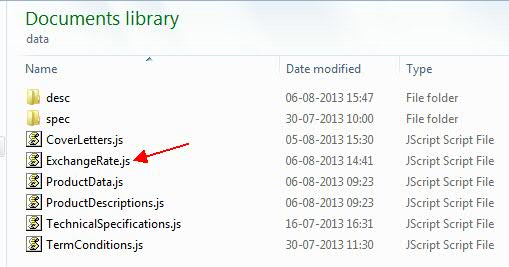 Documents library
data
Name Date modified Type
desc 06-08-2013 15:47 File folder
spec 30-07-2013 10:00 File folder
CoverLetters.js 05-08-2013 15:30 JScript Script File
ExchangeRate.js 06-08-2013 14:41 JScript Script File
ProductData.js 06-08-2013 09:23 JScript Script File
ProductDescriptions.js 06-08-2013 09:23 JScript Script File
TechnicalSpecifications.js 16-07-2013 16:31 JScript Script File
TermConditions.js 30-07-2013 11:30 JScript Script File